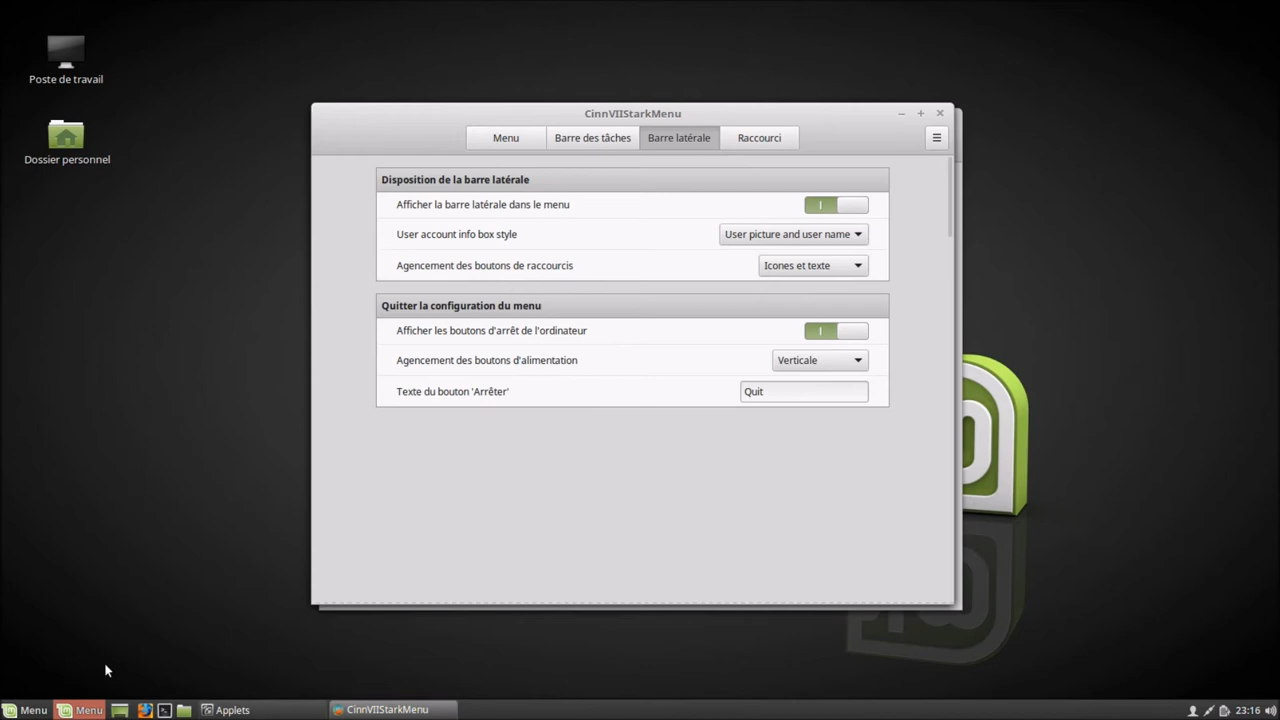 Poste de travail
Dossier personnel
CinnVIIStarkMenu
Menu
Barre des tâches
Barre latérale
Raccourci
Disposition de la barre latérale
Afficher la barre latérale dans le menu
User account info box style
User picture and user name
Agencement des boutons de raccourcis
Icones et texte
Quitter la configuration du menu
Afficher les boutons d'arrêt de l'ordinateur
Agencement des boutons d'alimentation
Verticale
Texte du bouton 'Arrêter'
Quit
Menu
Menu
Applets
CinnVIIStarkMenu
23:16